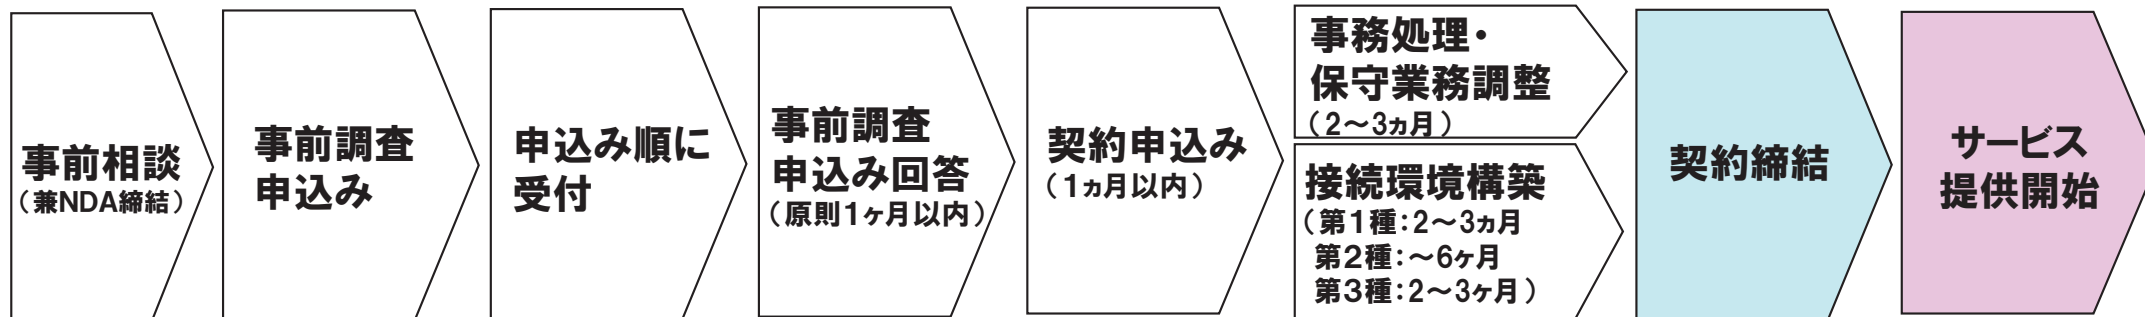 事前相談
（兼NDA締結）
事前調査
申込み
申込み順に
受付
事前調査
申込み回答
（原則1ヶ月以内）
契約申込み
（1ヵ月以内）
事務処理・
保守業務調整
（2～3ヵ月）
接続環境構築
（第1種：2～3ヵ月
第2種：～6ヶ月
第3種：2～3ヶ月）
契約締結
サービス
提供開始